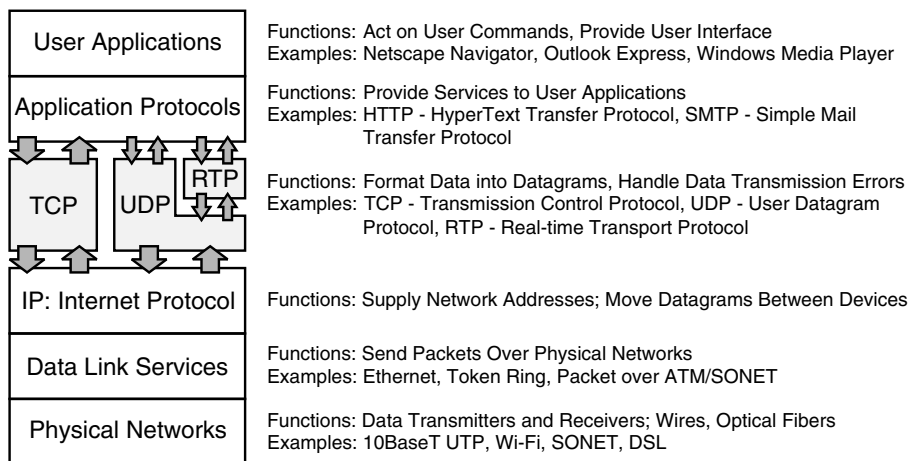 User Applications
Functions: Act on User Commands, Provide User Interface
Examples: Netscape Navigator, Outlook Express, Windows Media Player
Application Protocols
Functions: Provide Services to User Applications
Examples: HTTP - HyperText Transfer Protocol, SMTP - Simple Mail
Transfer Protocol
TCP
UDP
RTP
Functions: Format Data into Datagrams, Handle Data Transmission Errors
Examples: TCP - Transmission Control Protocol, UDP - User Datagram
Protocol, RTP - Real-time Transport Protocol
IP: Internet Protocol
Functions: Supply Network Addresses; Move Datagrams Between Devices
Data Link Services
Functions: Send Packets Over Physical Networks
Examples: Ethernet, Token Ring, Packet over ATM/SONET
Physical Networks
Functions: Data Transmitters and Receivers; Wires, Optical Fibers
Examples: 10BaseT UTP, Wi-Fi, SONET, DSL